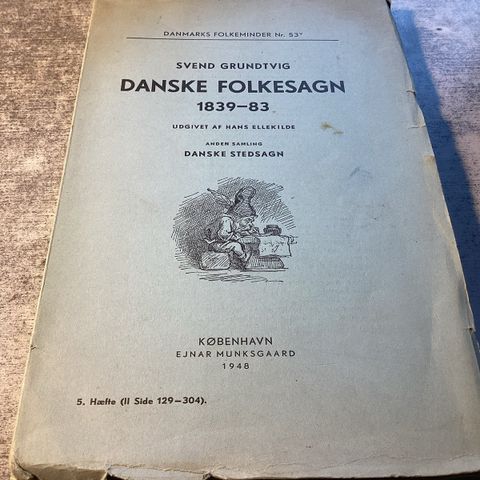 DANMARKS FOLKEMINDER Nr. 53ᵛ
SVEND GRUNDTVIG
DANSKE FOLKESAGN
1839–83
UDGIVET AF HANS ELLEKILDE
ANDEN SAMLING
DANSKE STEDSAGN
KØBENHAVN
EJNAR MUNKSGAARD
1948
5. Hæfte (II Side 129–304).